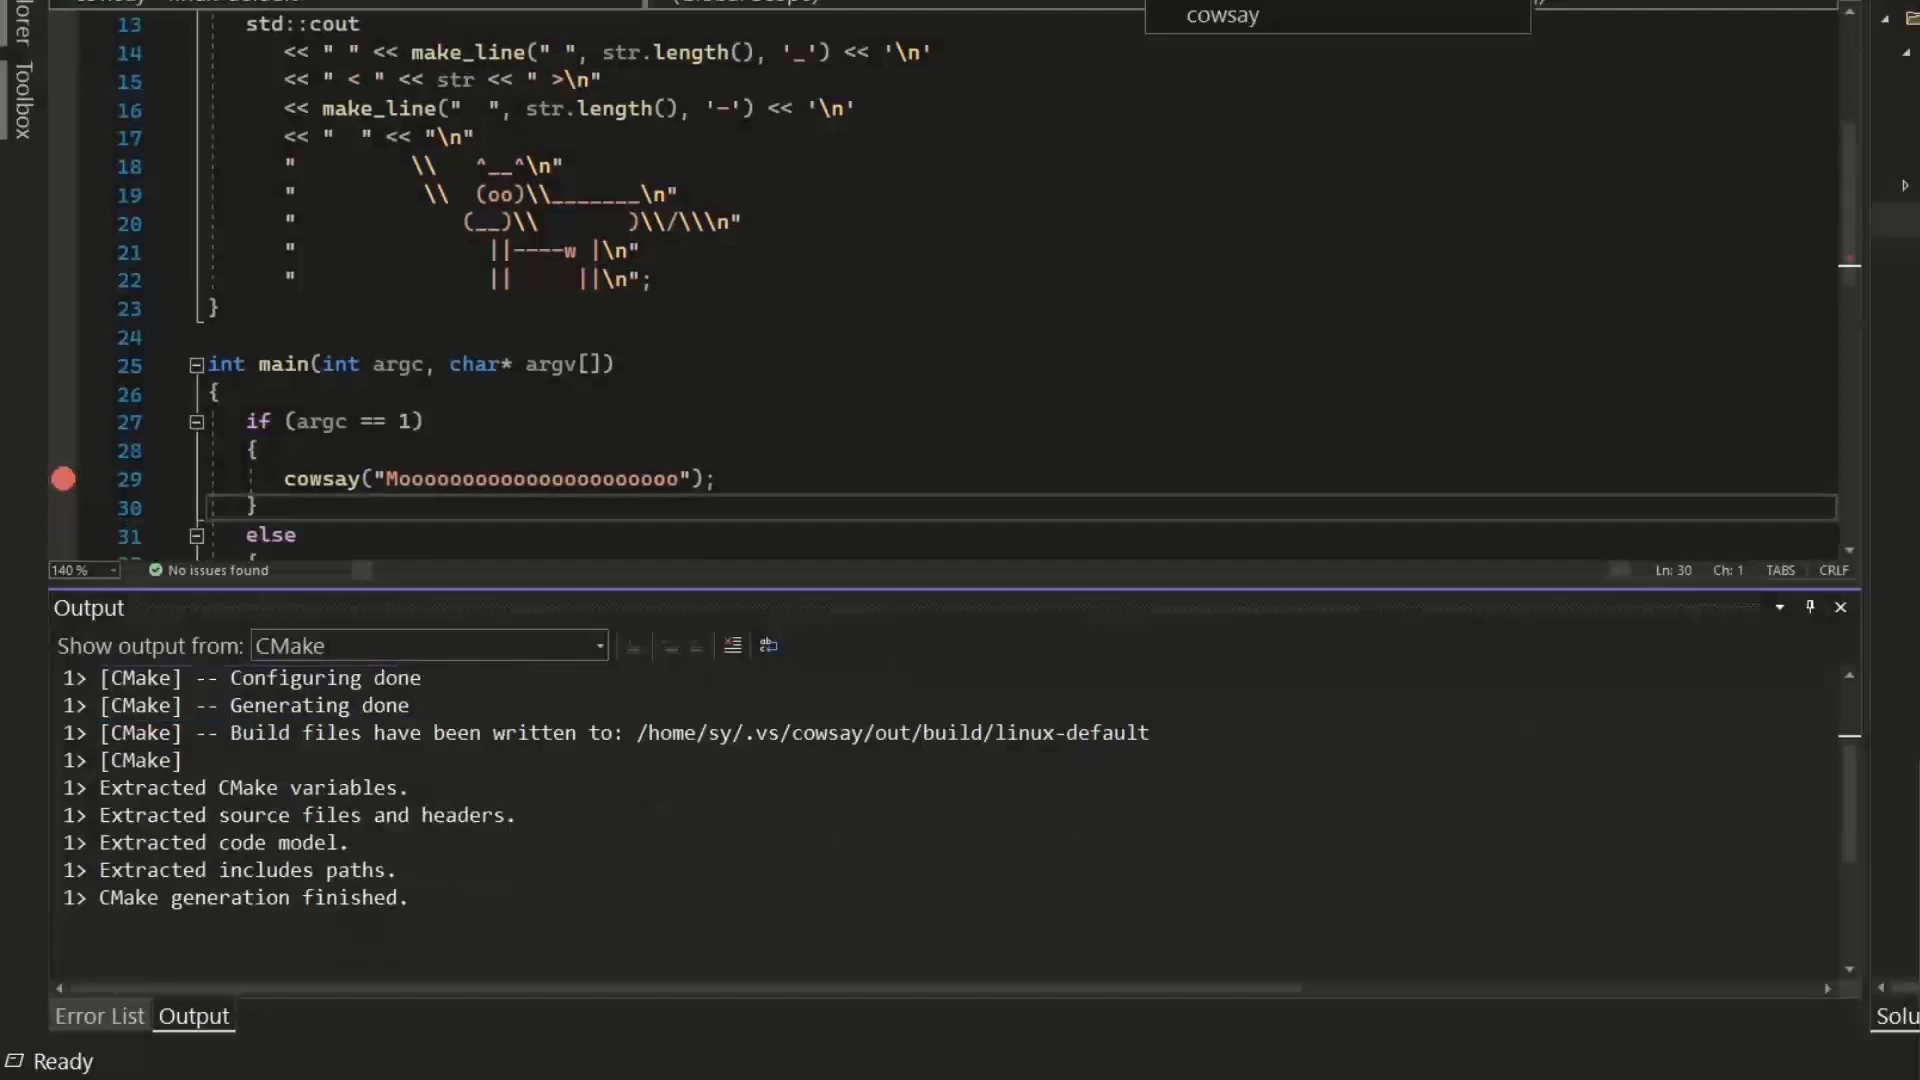 cowsay
13 std::cout
14 << " " << make_line(" ", str.length(), '_') << '\n'
15 << " < " << str << " >\n"
16 << make_line("  ", str.length(), '-') << '\n'
17 << "  " << "\n"
18 "         \\   ^__^\n"
19 "          \\  (oo)\\_______\n"
20 "             (__)\\       )\\/\\\n"
21 "               ||----w |\n"
22 "               ||     ||\n";
23 }
24
25 int main(int argc, char* argv[])
26 {
27 if (argc == 1)
28 {
29 cowsay("Moooooooooooooooooooooo");
30 }
31 else
{
140 % No issues found Ln: 30 Ch: 1 TABS CRLF
Output
Show output from: CMake
1> [CMake] -- Configuring done
1> [CMake] -- Generating done
1> [CMake] -- Build files have been written to: /home/sy/.vs/cowsay/out/build/linux-default
1> [CMake]
1> Extracted CMake variables.
1> Extracted source files and headers.
1> Extracted code model.
1> Extracted includes paths.
1> CMake generation finished.
Error List Output
Solu
Ready
Toolbox